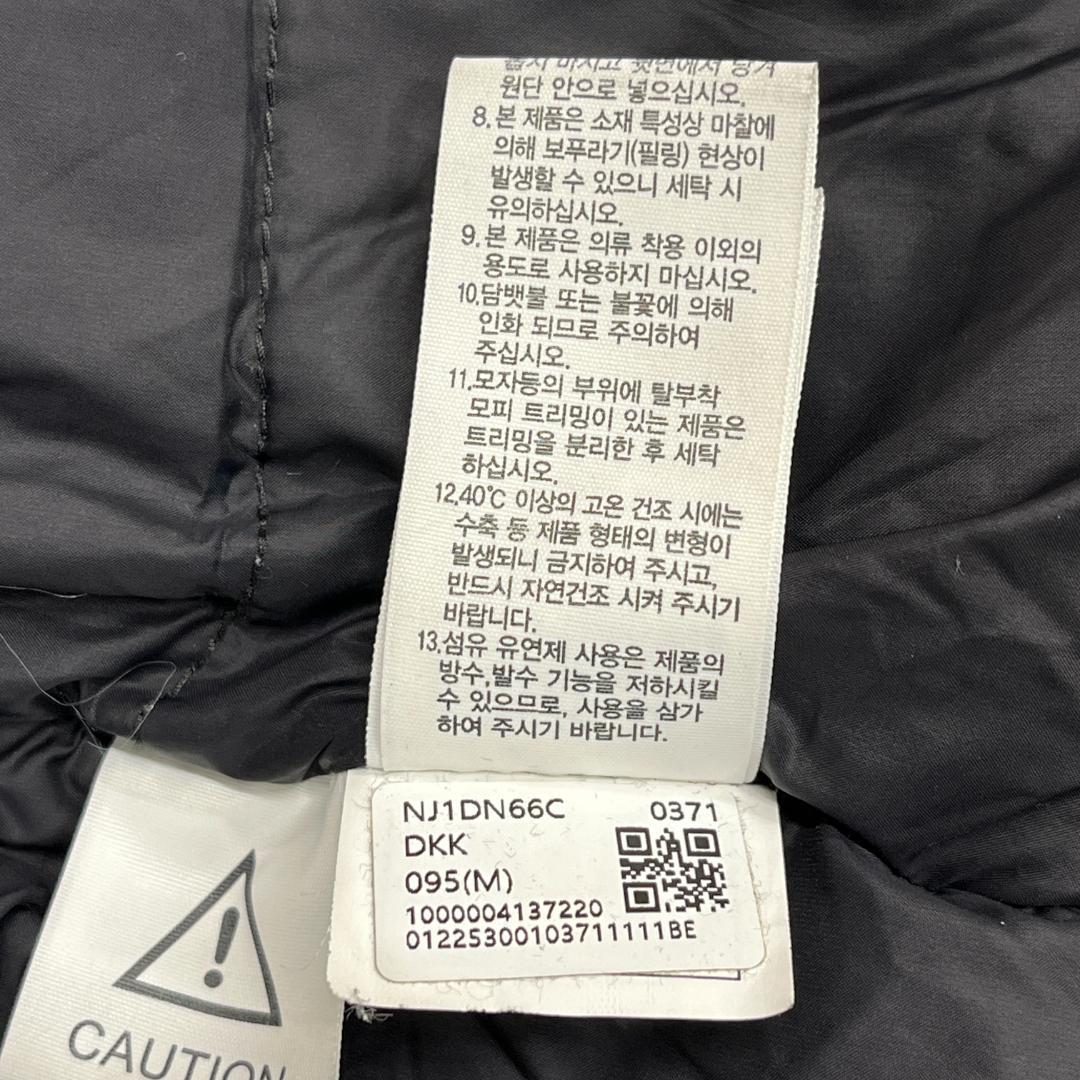 접지 마시고 뒷면에서 당겨
원단 안으로 넣으십시오.
8.본 제품은 소재 특성상 마찰에
의해 보푸라기(필링) 현상이
발생할 수 있으니 세탁 시
유의하십시오.
9.본 제품은 의류 착용 이외의
용도로 사용하지 마십시오.
10.담뱃불 또는 불꽃에 의해
인화 되므로 주의하여
주십시오.
11.모자등의 부위에 탈부착
모피 트리밍이 있는 제품은
트리밍을 분리한 후 세탁
하십시오.
12.40℃ 이상의 고온 건조 시에는
수축 등 제품 형태의 변형이
발생되니 금지하여 주시고,
반드시 자연건조 시켜 주시기
바랍니다.
13.섬유 유연제 사용은 제품의
방수,발수 기능을 저하시킬
수 있으므로, 사용을 삼가
하여 주시기 바랍니다.
NJ1DN66C 0371
DKK
095(M)
1000004137220
01225300103711111BE
CAUTION